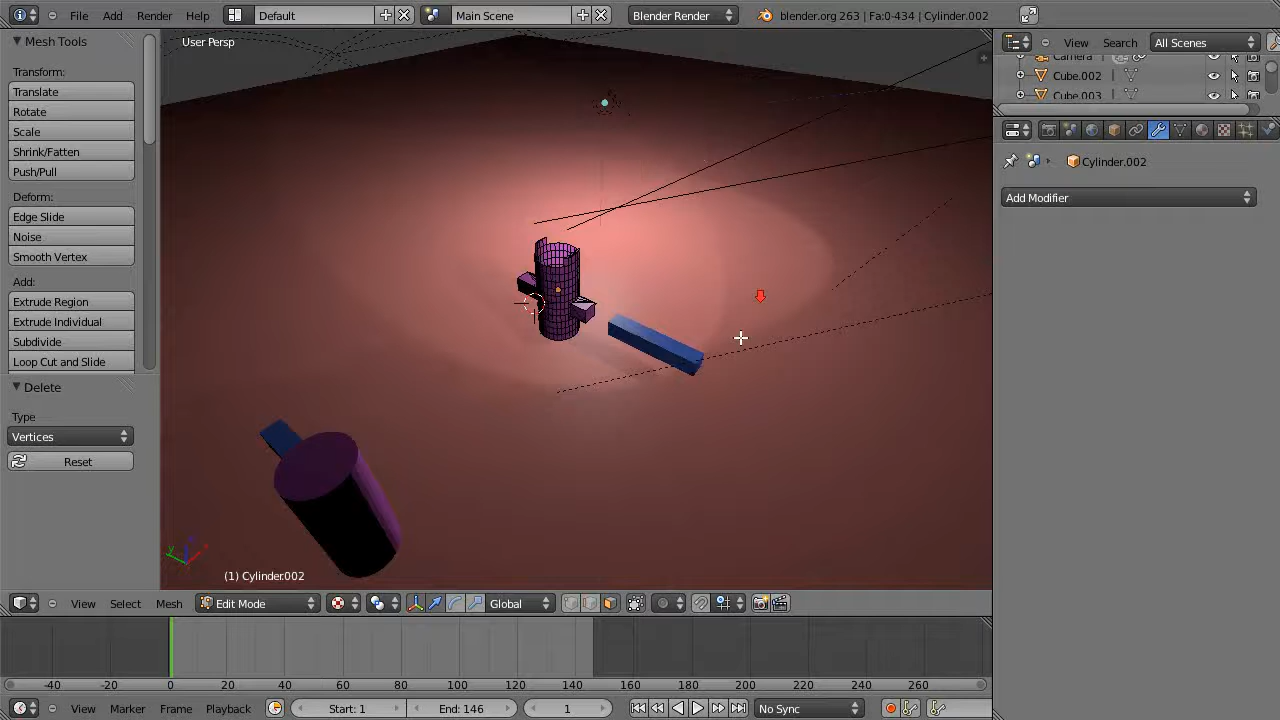 File Add Render Help Default Main Scene Blender Render blender.org 263 | Fa:0-434 | Cylinder.002
Mesh Tools
Transform:
Translate
Rotate
Scale
Shrink/Fatten
Push/Pull
Deform:
Edge Slide
Noise
Smooth Vertex
Add:
Extrude Region
Extrude Individual
Subdivide
Loop Cut and Slide
Delete
Type
Vertices
Reset
User Persp
(1) Cylinder.002
View Select Mesh Edit Mode Global
-40 -20 0 20 40 60 80 100 120 140 160 180 200 220 240 260
View Marker Frame Playback Start: 1 End: 146 1 No Sync
View Search All Scenes
Camera
Cube.002
Cube.003
Cylinder.002
Add Modifier